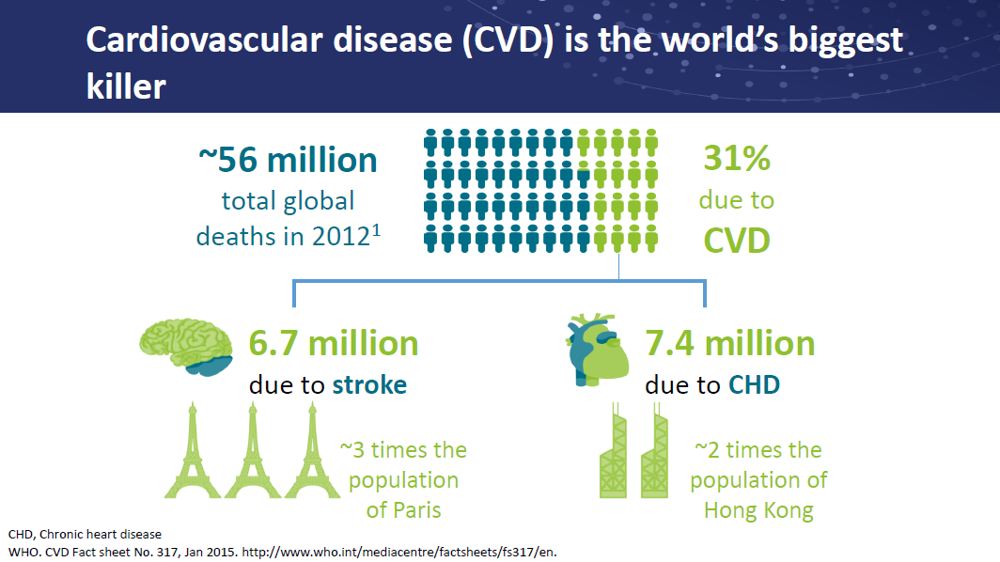 Cardiovascular disease (CVD) is the world's biggest
killer
~56 million
total global
deaths in 2012¹
31%
due to
CVD
6.7 million
due to stroke
~3 times the
population
of Paris
7.4 million
due to CHD
~2 times the
population of
Hong Kong
CHD, Chronic heart disease
WHO. CVD Fact sheet No. 317, Jan 2015. http://www.who.int/mediacentre/factsheets/fs317/en.